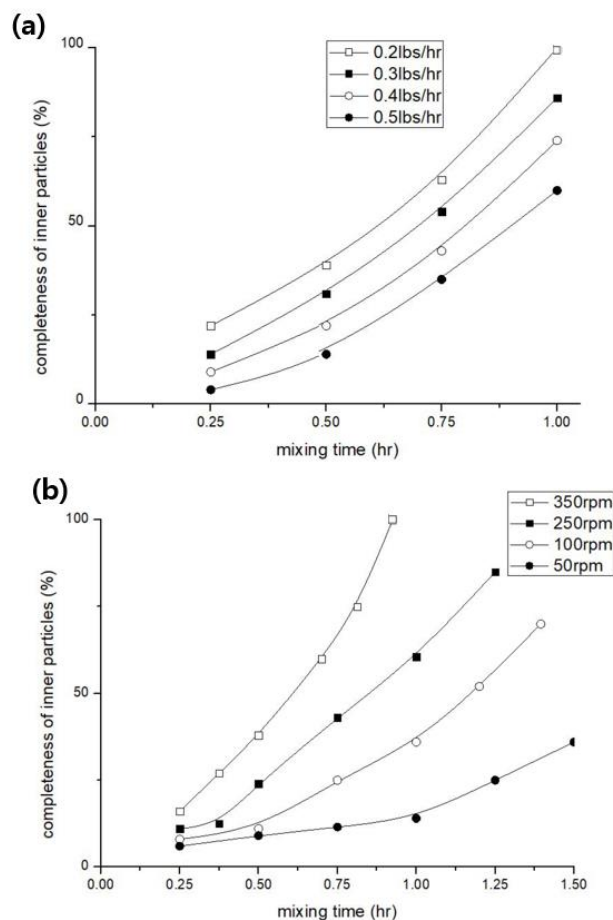 (a)
100
50
0
completeness of inner particles (%)
0.2lbs/hr
0.3lbs/hr
0.4lbs/hr
0.5lbs/hr
0.00 0.25 0.50 0.75 1.00
mixing time (hr)
(b)
100
50
0
completeness of inner particles (%)
350rpm
250rpm
100rpm
50rpm
0.00 0.25 0.50 0.75 1.00 1.25 1.50
mixing time (hr)